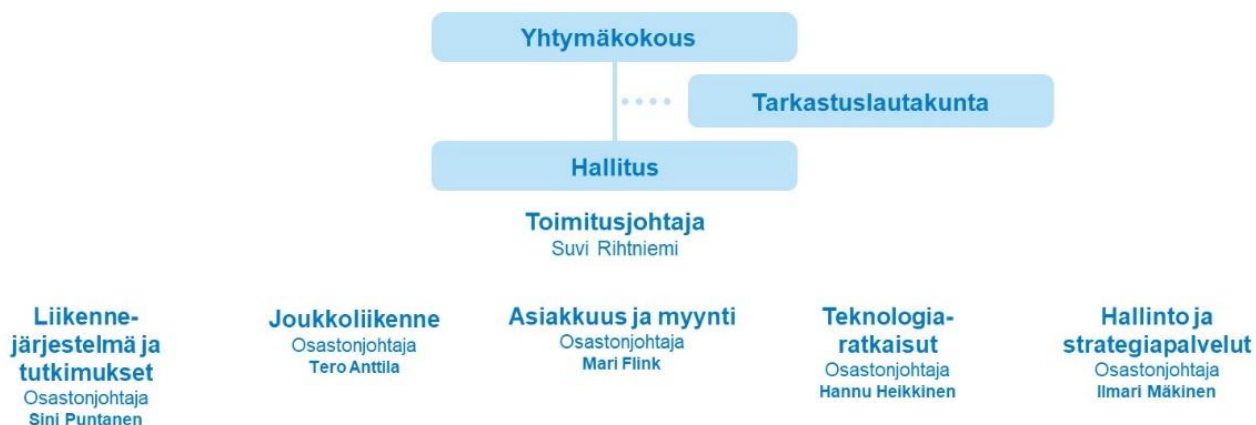 Yhtymäkokous
Tarkastuslautakunta
Hallitus
Toimitusjohtaja
Suvi Rihtniemi
Liikenne-
järjestelmä ja
tutkimukset
Osastonjohtaja
Sini Puntanen
Joukkoliikenne
Osastonjohtaja
Tero Anttila
Asiakkuus ja myynti
Osastonjohtaja
Mari Flink
Teknologia-
ratkaisut
Osastonjohtaja
Hannu Heikkinen
Hallinto ja
strategiapalvelut
Osastonjohtaja
Ilmari Mäkinen